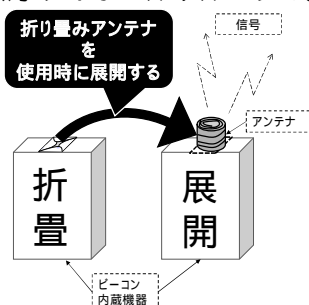 折り畳みアンテナ
を
使用時に展開する
信号
アンテナ
折
畳
展
開
ビーコン
内蔵機器